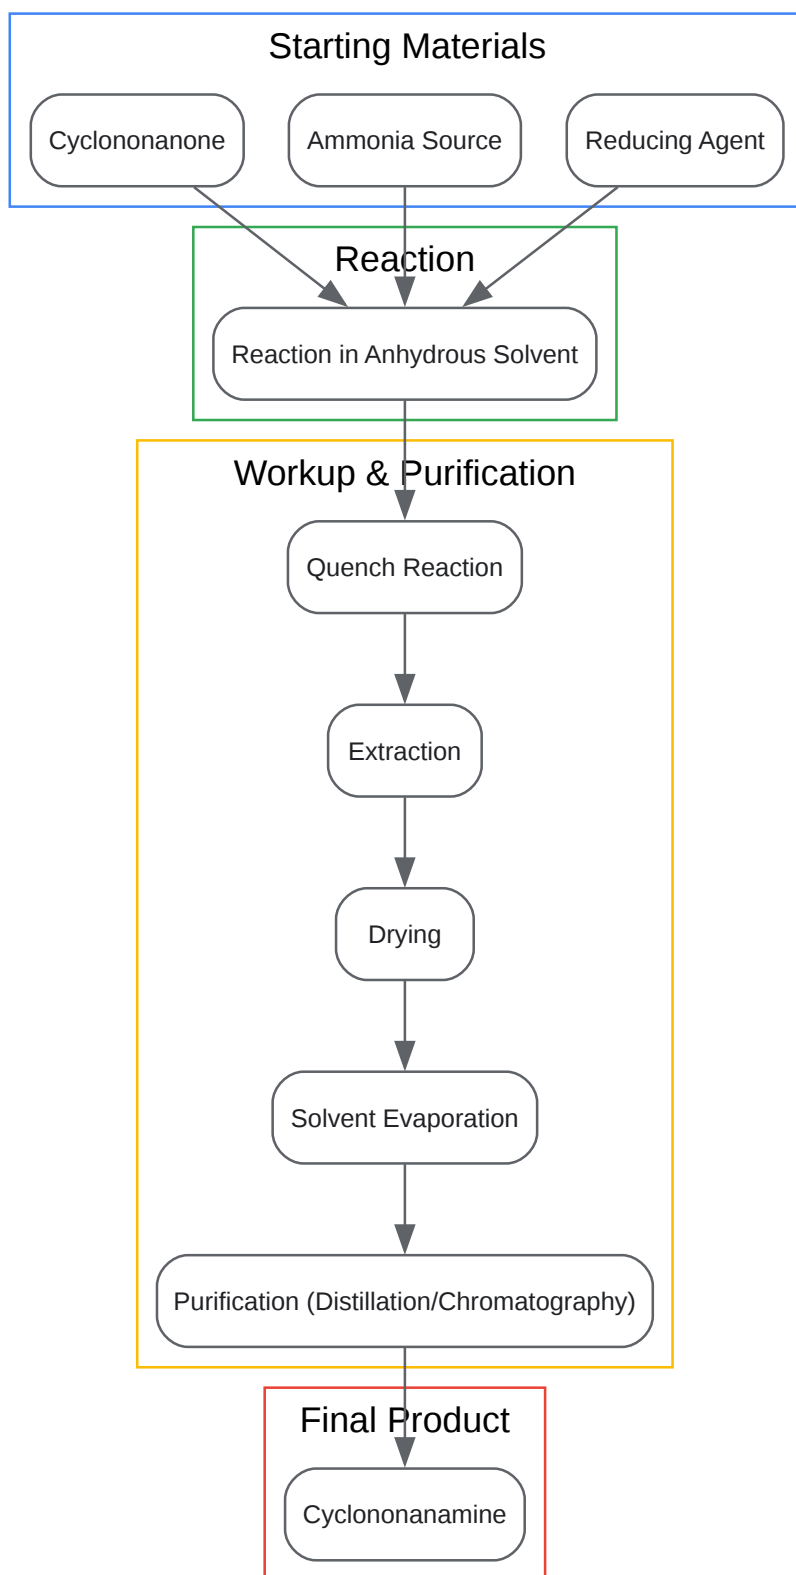 Starting Materials
Cyclononanone
Ammonia Source
Reducing Agent
Reaction
Reaction in Anhydrous Solvent
Workup & Purification
Quench Reaction
Extraction
Drying
Solvent Evaporation
Purification (Distillation/Chromatography)
Final Product
Cyclononanamine